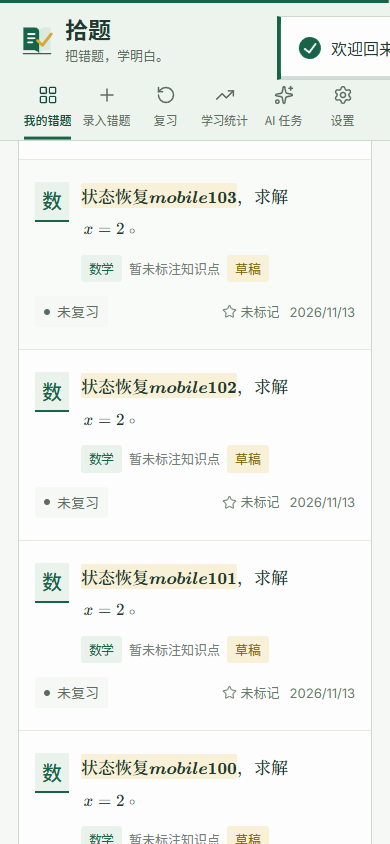 拾题
把错题，学明白。
欢迎回来
我的错题 录入错题 复习 学习统计 AI 任务 设置
数 状态恢复mobile103，求解
x = 2。
数学 暂未标注知识点 草稿
未复习 未标记 2026/11/13
数 状态恢复mobile102，求解
x = 2。
数学 暂未标注知识点 草稿
未复习 未标记 2026/11/13
数 状态恢复mobile101，求解
x = 2。
数学 暂未标注知识点 草稿
未复习 未标记 2026/11/13
数 状态恢复mobile100，求解
x = 2。
数学 暂未标注知识点 草稿